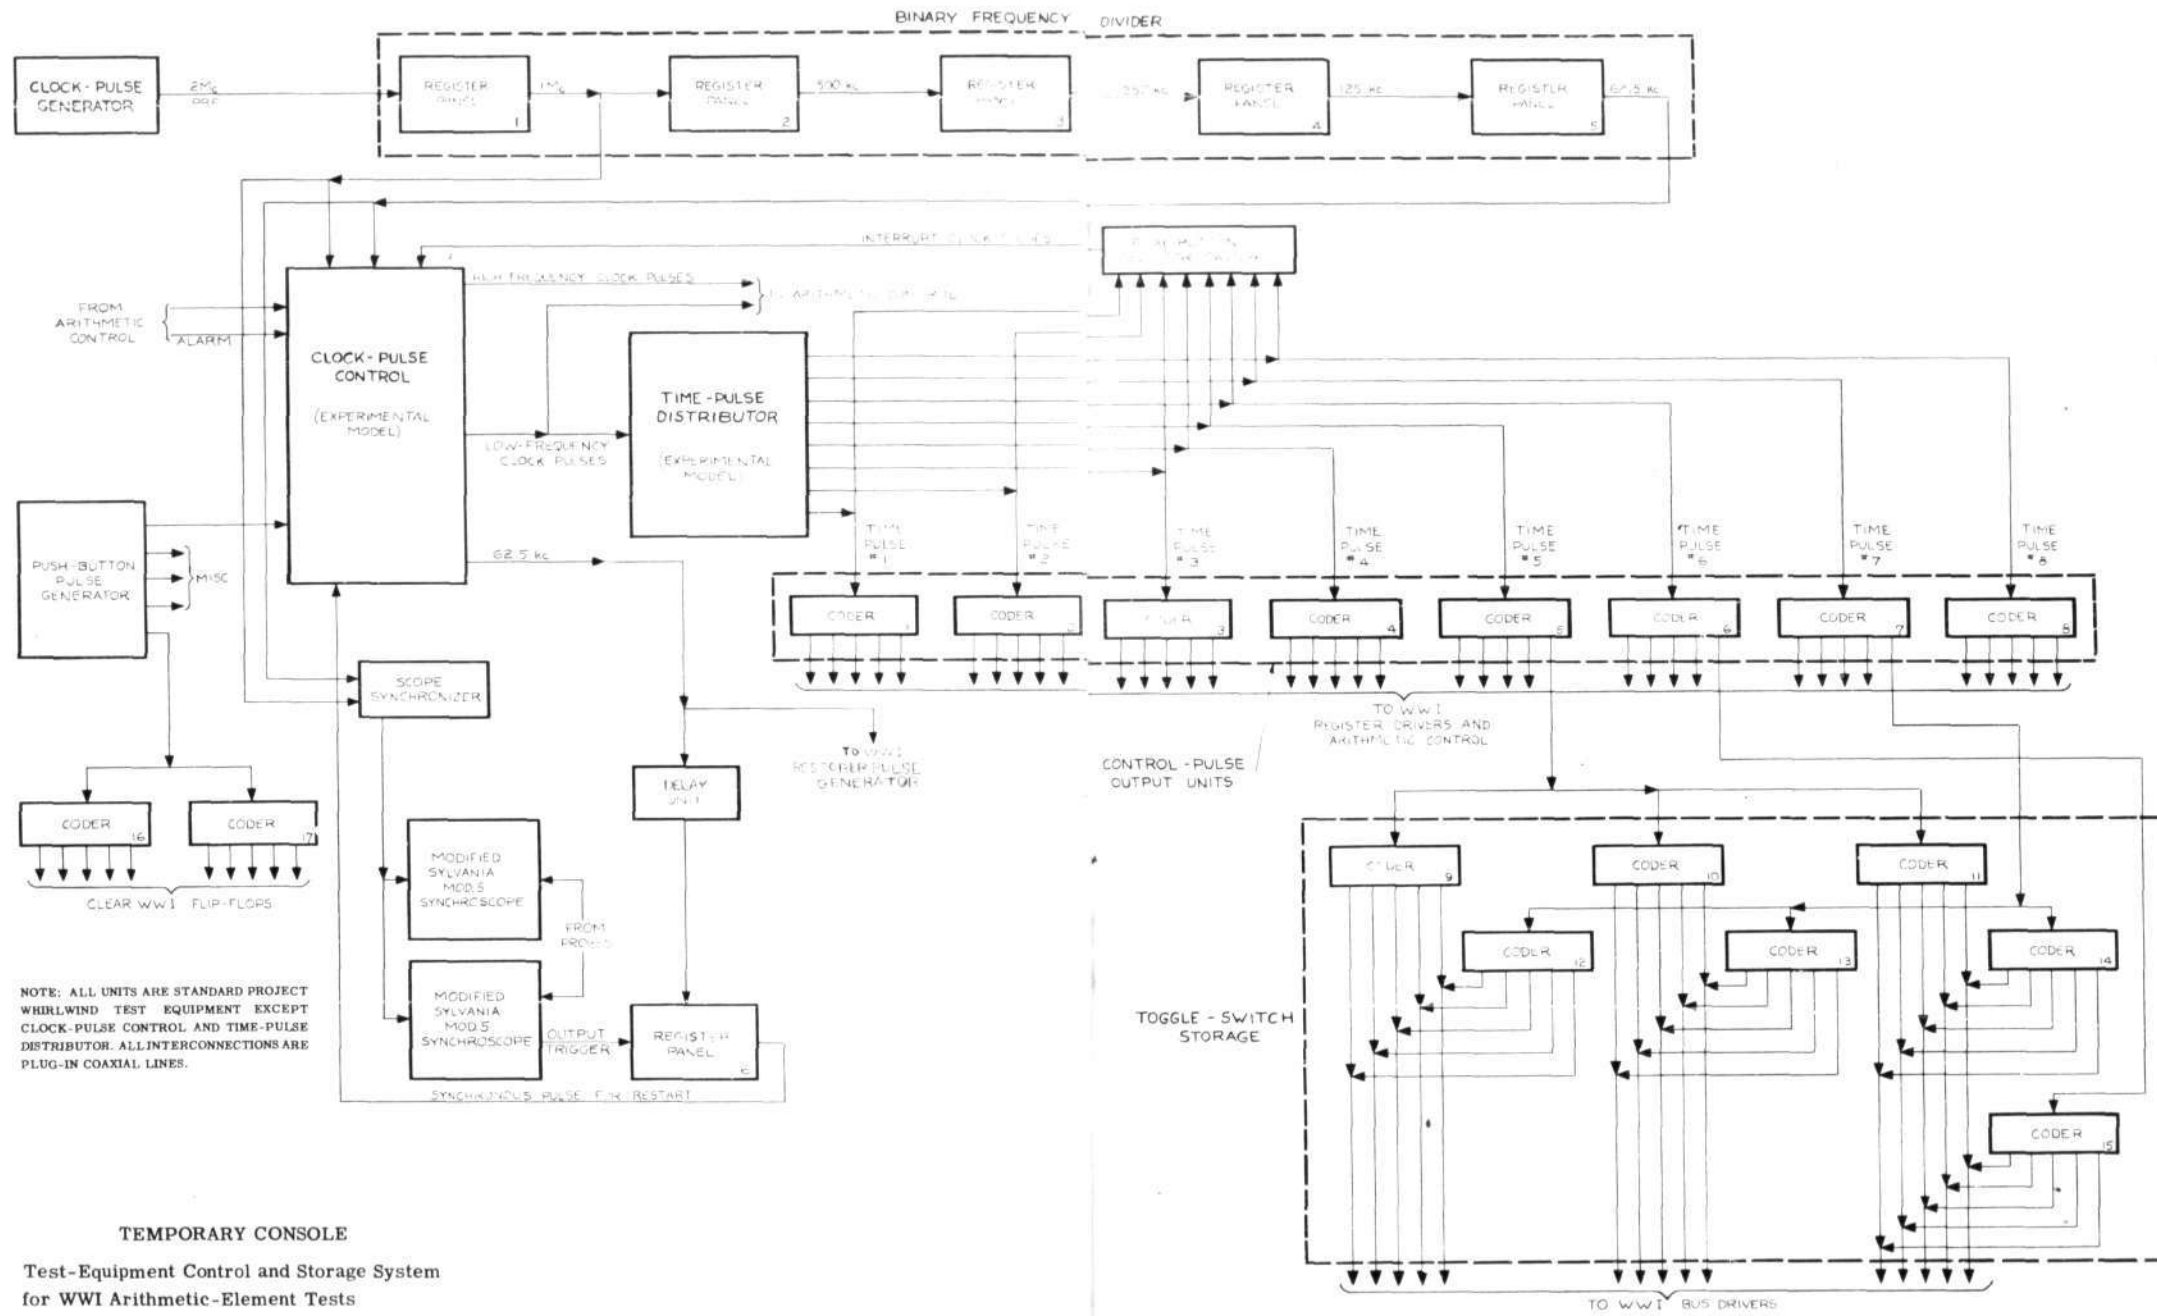 BINARY FREQUENCY DIVIDER
CLOCK-PULSE
GENERATOR
2Mc
PRF
REGISTER
PANEL
1
1Mc
REGISTER
PANEL
2
500 kc
REGISTER
PANEL
3
REGISTER
PANEL
4
125 kc
REGISTER
PANEL
5
62.5 kc
INTERRUPT CLOCK
HIGH FREQUENCY CLOCK PULSES
FROM
ARITHMETIC
CONTROL
ALARM
CLOCK-PULSE
CONTROL
(EXPERIMENTAL
MODEL)
TIME-PULSE
DISTRIBUTOR
(EXPERIMENTAL
MODEL)
LOW-FREQUENCY
CLOCK PULSES
62.5 kc
PUSH-BUTTON
PULSE
GENERATOR
MISC
TIME
PULSE
#1
TIME
PULSE
#2
TIME
PULSE
#3
TIME
PULSE
#4
TIME
PULSE
#5
TIME
PULSE
#6
TIME
PULSE
#7
TIME
PULSE
#8
CODER
1
CODER
2
CODER
3
CODER
4
CODER
5
CODER
6
CODER
7
CODER
8
TO WWI
REGISTER DRIVERS AND
ARITHMETIC CONTROL
CONTROL-PULSE
OUTPUT UNITS
SCOPE
SYNCHRONIZER
TO WWI
RESTORER PULSE
GENERATOR
DELAY
UNIT
CODER
16
CODER
17
CLEAR WWI FLIP-FLOPS
MODIFIED
SYLVANIA
MOD.5
SYNCHROSCOPE
FROM
PROBES
MODIFIED
SYLVANIA
MOD.5
SYNCHROSCOPE
OUTPUT
TRIGGER
REGISTER
PANEL
6
SYNCHRONOUS PULSE FOR RESTART
CODER
9
CODER
10
CODER
11
CODER
12
CODER
13
CODER
14
CODER
15
TOGGLE-SWITCH
STORAGE
TO WWI BUS DRIVERS
NOTE: ALL UNITS ARE STANDARD PROJECT
WHIRLWIND TEST EQUIPMENT EXCEPT
CLOCK-PULSE CONTROL AND TIME-PULSE
DISTRIBUTOR. ALL INTERCONNECTIONS ARE
PLUG-IN COAXIAL LINES.
TEMPORARY CONSOLE
Test-Equipment Control and Storage System
for WWI Arithmetic-Element Tests